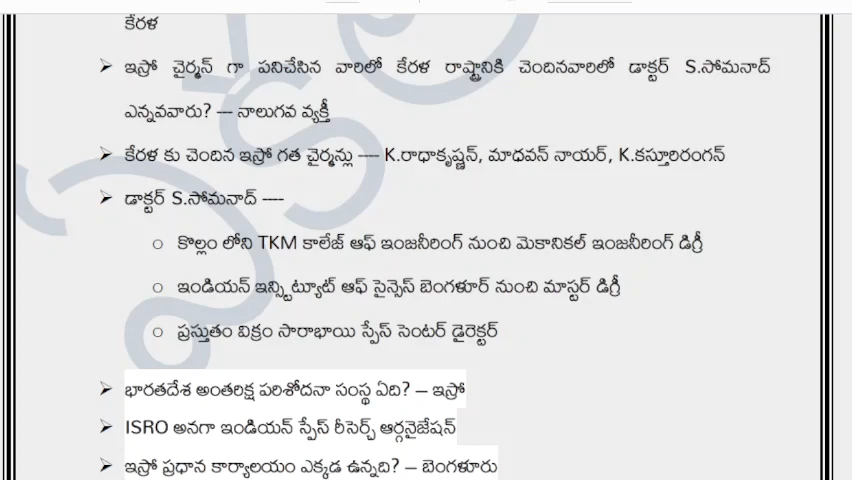 కేరళ
➤ ఇస్రో చైర్మన్ గా పనిచేసిన వారిలో కేరళ రాష్ట్రానికి చెందినవారిలో డాక్టర్ S.సోమనాద్
ఎన్నవవారు? --- నాలుగవ వ్యక్తి
➤ కేరళ కు చెందిన ఇస్రో గత చైర్మన్లు ---- K.రాధాకృష్ణన్, మాధవన్ నాయర్, K.కస్తూరిరంగన్
➤ డాక్టర్ S.సోమనాద్ ----
o కొల్లం లోని TKM కాలేజ్ ఆఫ్ ఇంజనీరింగ్ నుంచి మెకానికల్ ఇంజనీరింగ్ డిగ్రీ
o ఇండియన్ ఇన్స్టిట్యూట్ ఆఫ్ సైన్సెస్ బెంగళూర్ నుంచి మాస్టర్ డిగ్రీ
o ప్రస్తుతం విక్రం సారాభాయి స్పేస్ సెంటర్ డైరెక్టర్
➤ భారతదేశ అంతరిక్ష పరిశోదనా సంస్థ ఏది? – ఇస్రో
➤ ISRO అనగా ఇండియన్ స్పేస్ రీసెర్చ్ ఆర్గనైజేషన్
➤ ఇస్రో ప్రధాన కార్యాలయం ఎక్కడ ఉన్నది? – బెంగళూరు